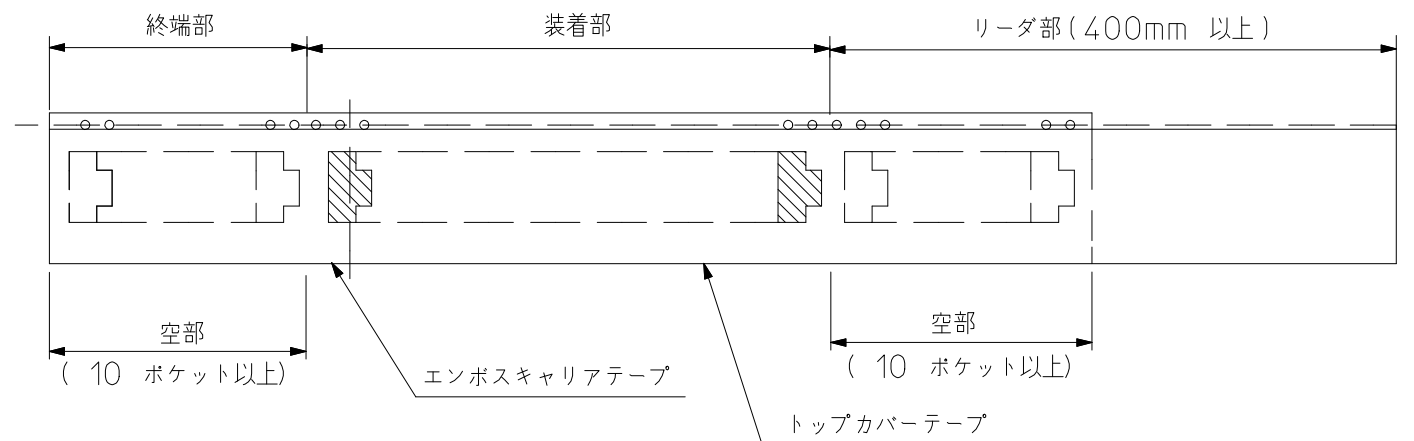 終端部
装着部
リーダ部(400mm 以上)
空部
( 10 ポケット以上)
空部
( 10 ポケット以上)
エンボスキャリアテープ
トップカバーテープ